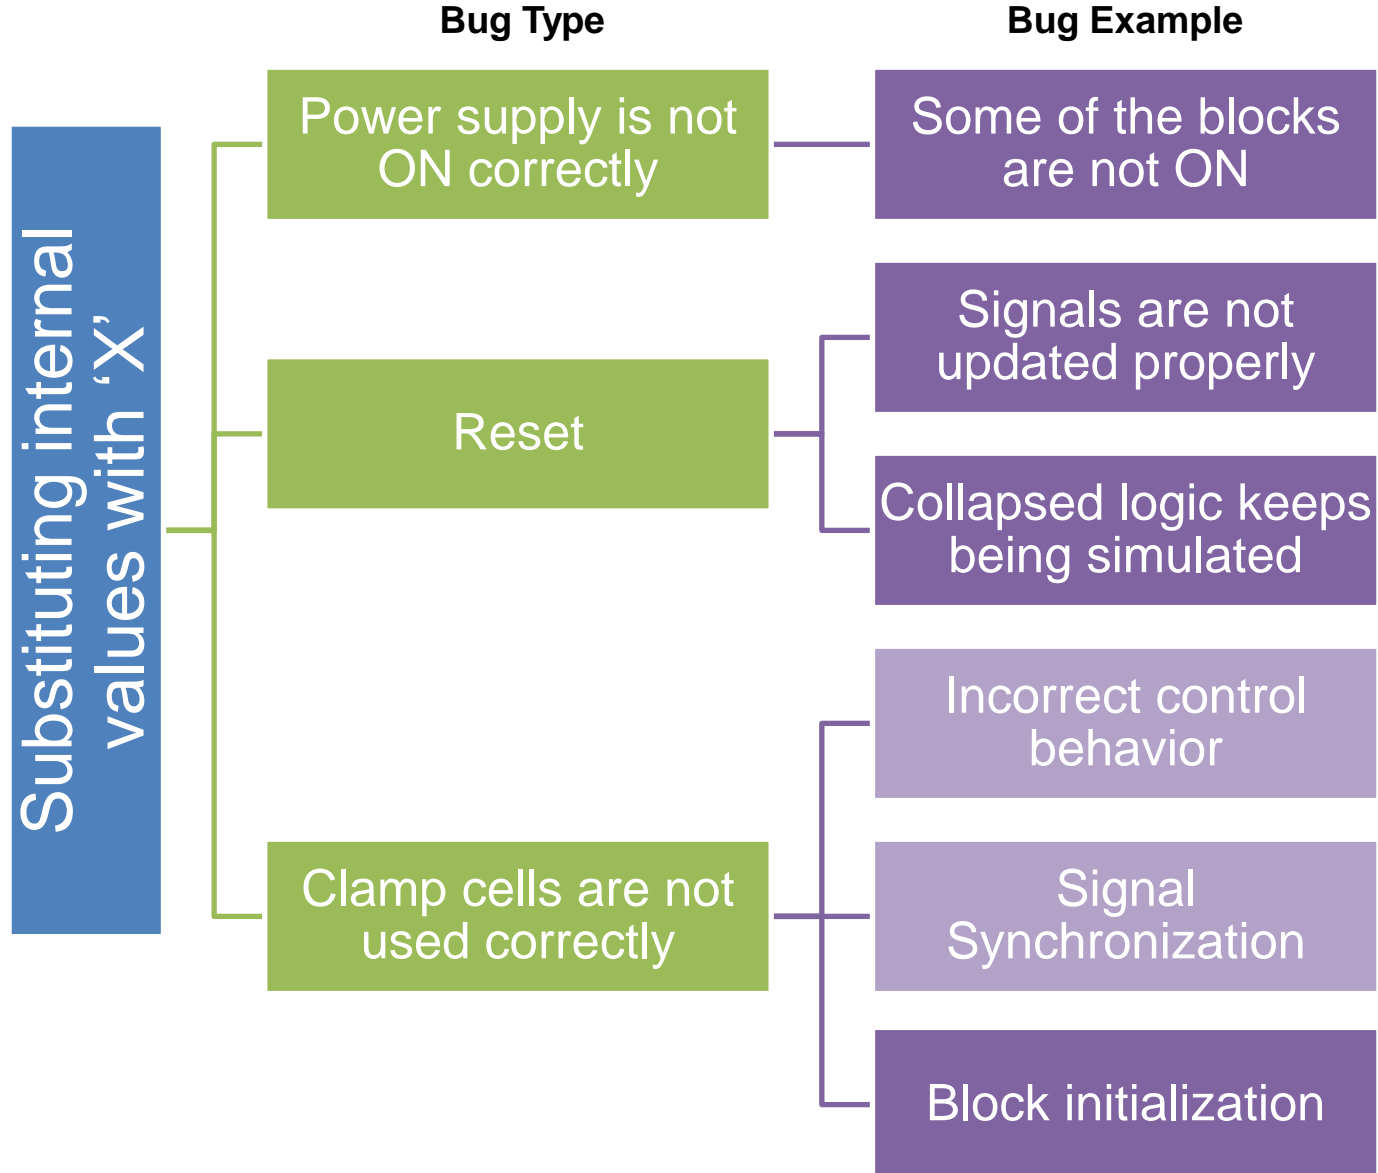 Bug Type
Bug Example
Substituting internal
values with ‘X’
Power supply is not
ON correctly
Some of the blocks
are not ON
Reset
Signals are not
updated properly
Collapsed logic keeps
being simulated
Clamp cells are not
used correctly
Incorrect control
behavior
Signal
Synchronization
Block initialization